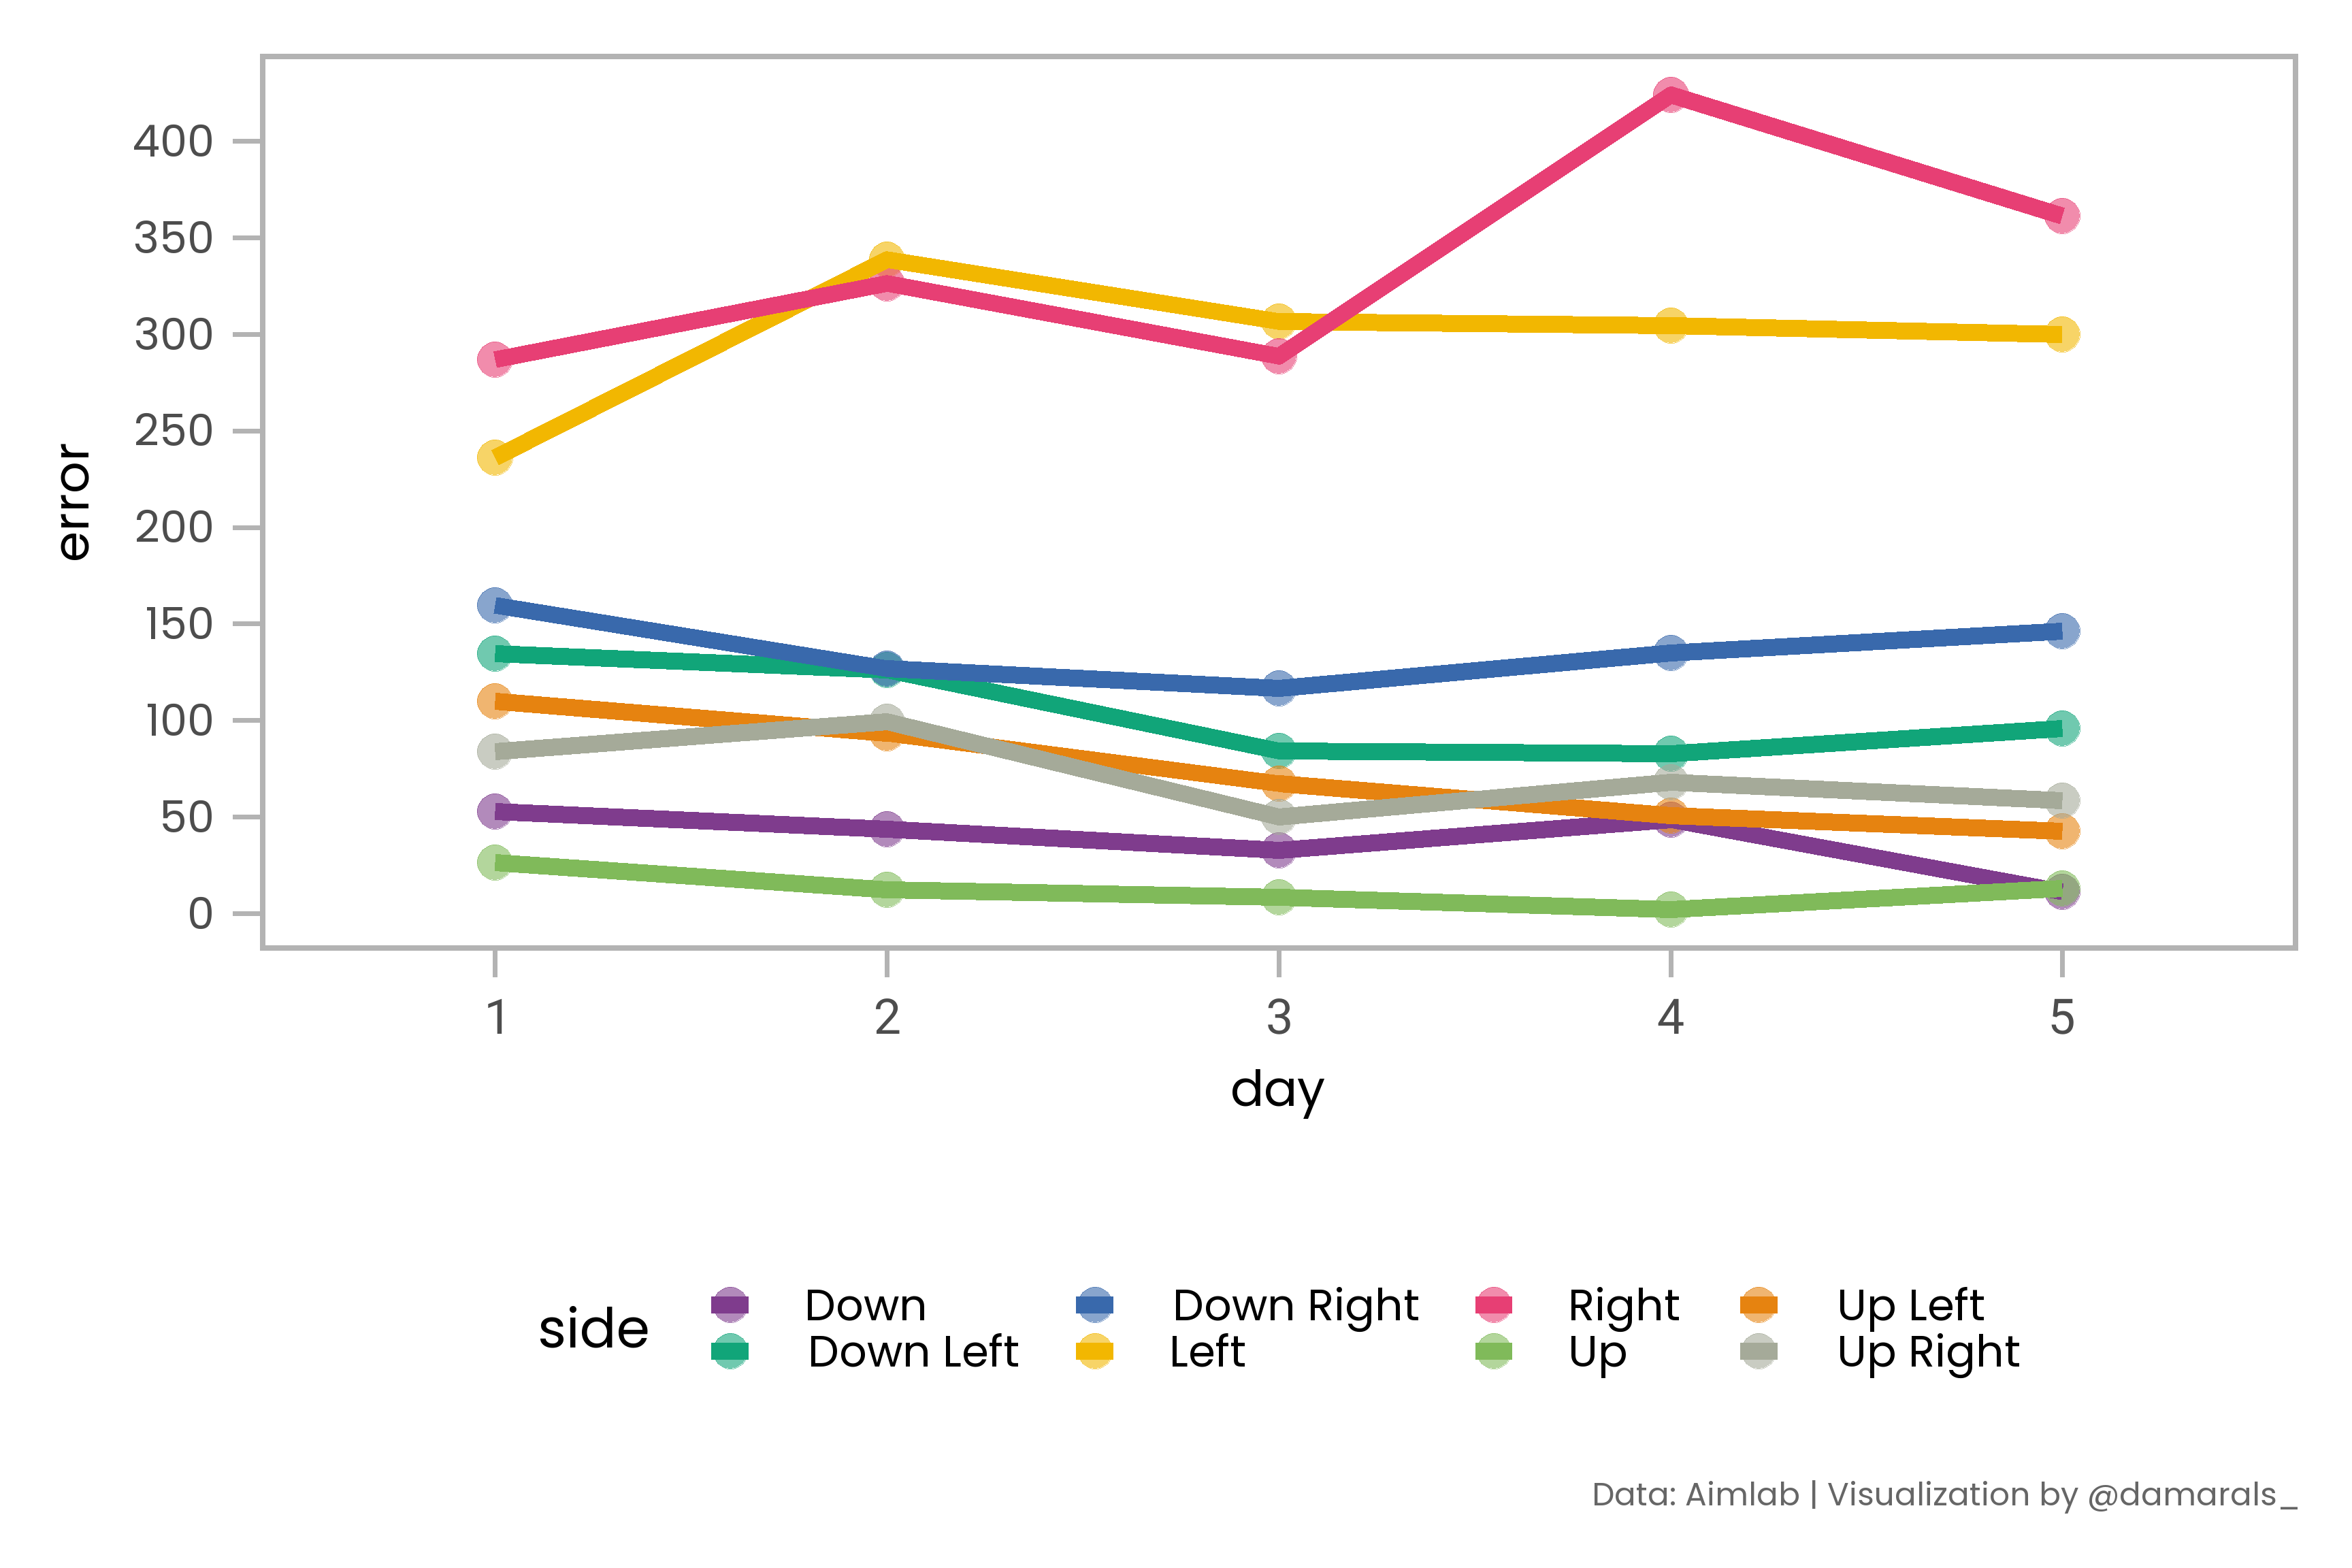 error
400
350
300
250
200
150
100
50
0
1 2 3 4 5
day
side
Down Down Right Right Up Left
Down Left Left Up Up Right
Data: Aimlab | Visualization by @damarals_